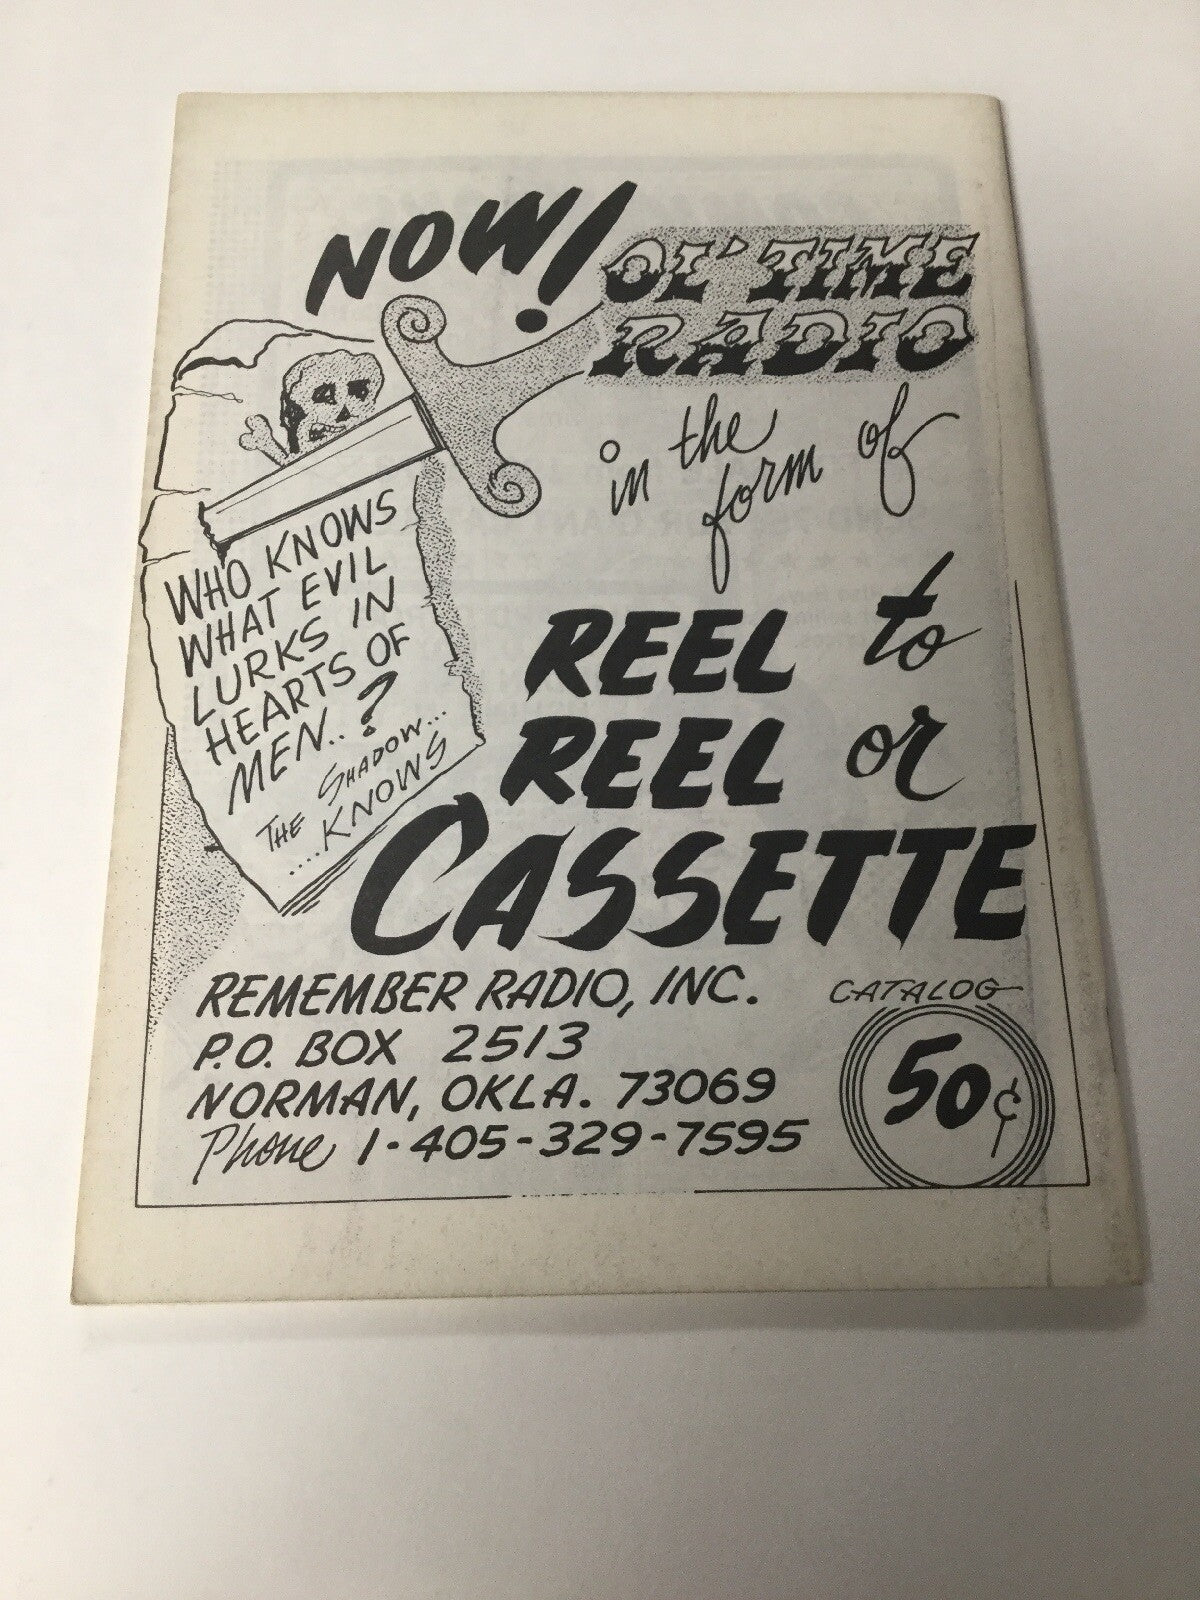 NOW!
OL' TIME
RADIO
in the
form of
WHO KNOWS
WHAT EVIL
LURKS IN
HEARTS OF
MEN..?
THE SHADOW...
....KNOWS
REEL to
REEL or
CASSETTE
REMEMBER RADIO, INC.
P.O. BOX 2513
NORMAN, OKLA. 73069
Phone 1-405-329-7595
CATALOG
50¢